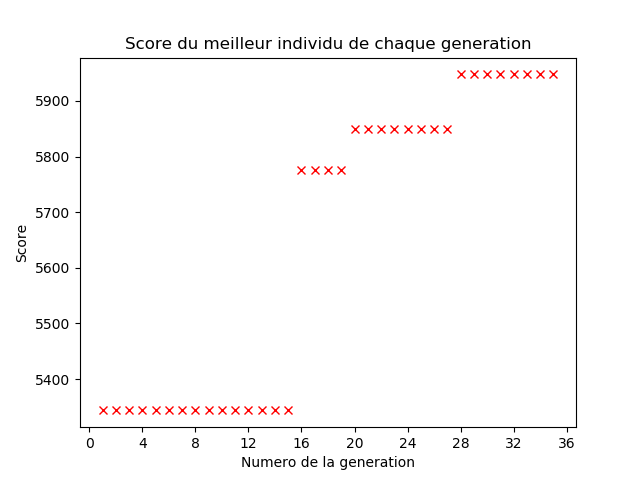 Score du meilleur individu de chaque generation
Score
5900
5800
5700
5600
5500
5400
0 4 8 12 16 20 24 28 32 36
Numero de la generation